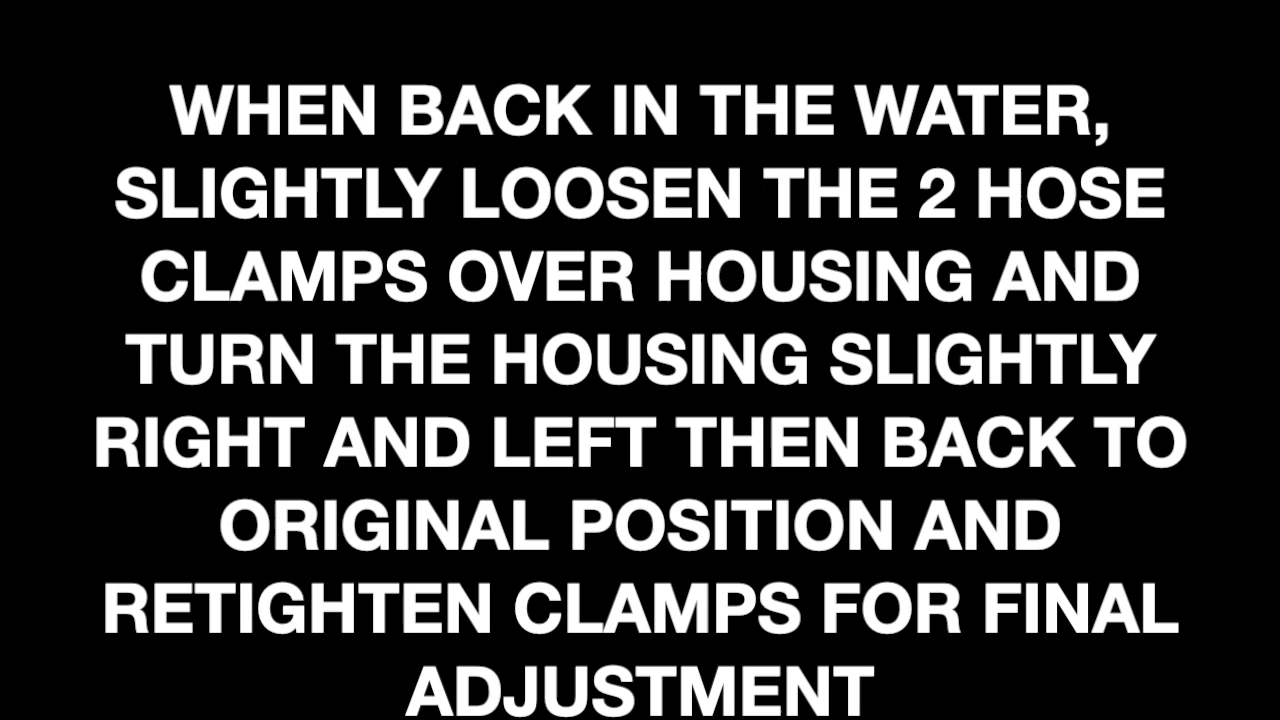 WHEN BACK IN THE WATER,
SLIGHTLY LOOSEN THE 2 HOSE
CLAMPS OVER HOUSING AND
TURN THE HOUSING SLIGHTLY
RIGHT AND LEFT THEN BACK TO
ORIGINAL POSITION AND
RETIGHTEN CLAMPS FOR FINAL
ADJUSTMENT